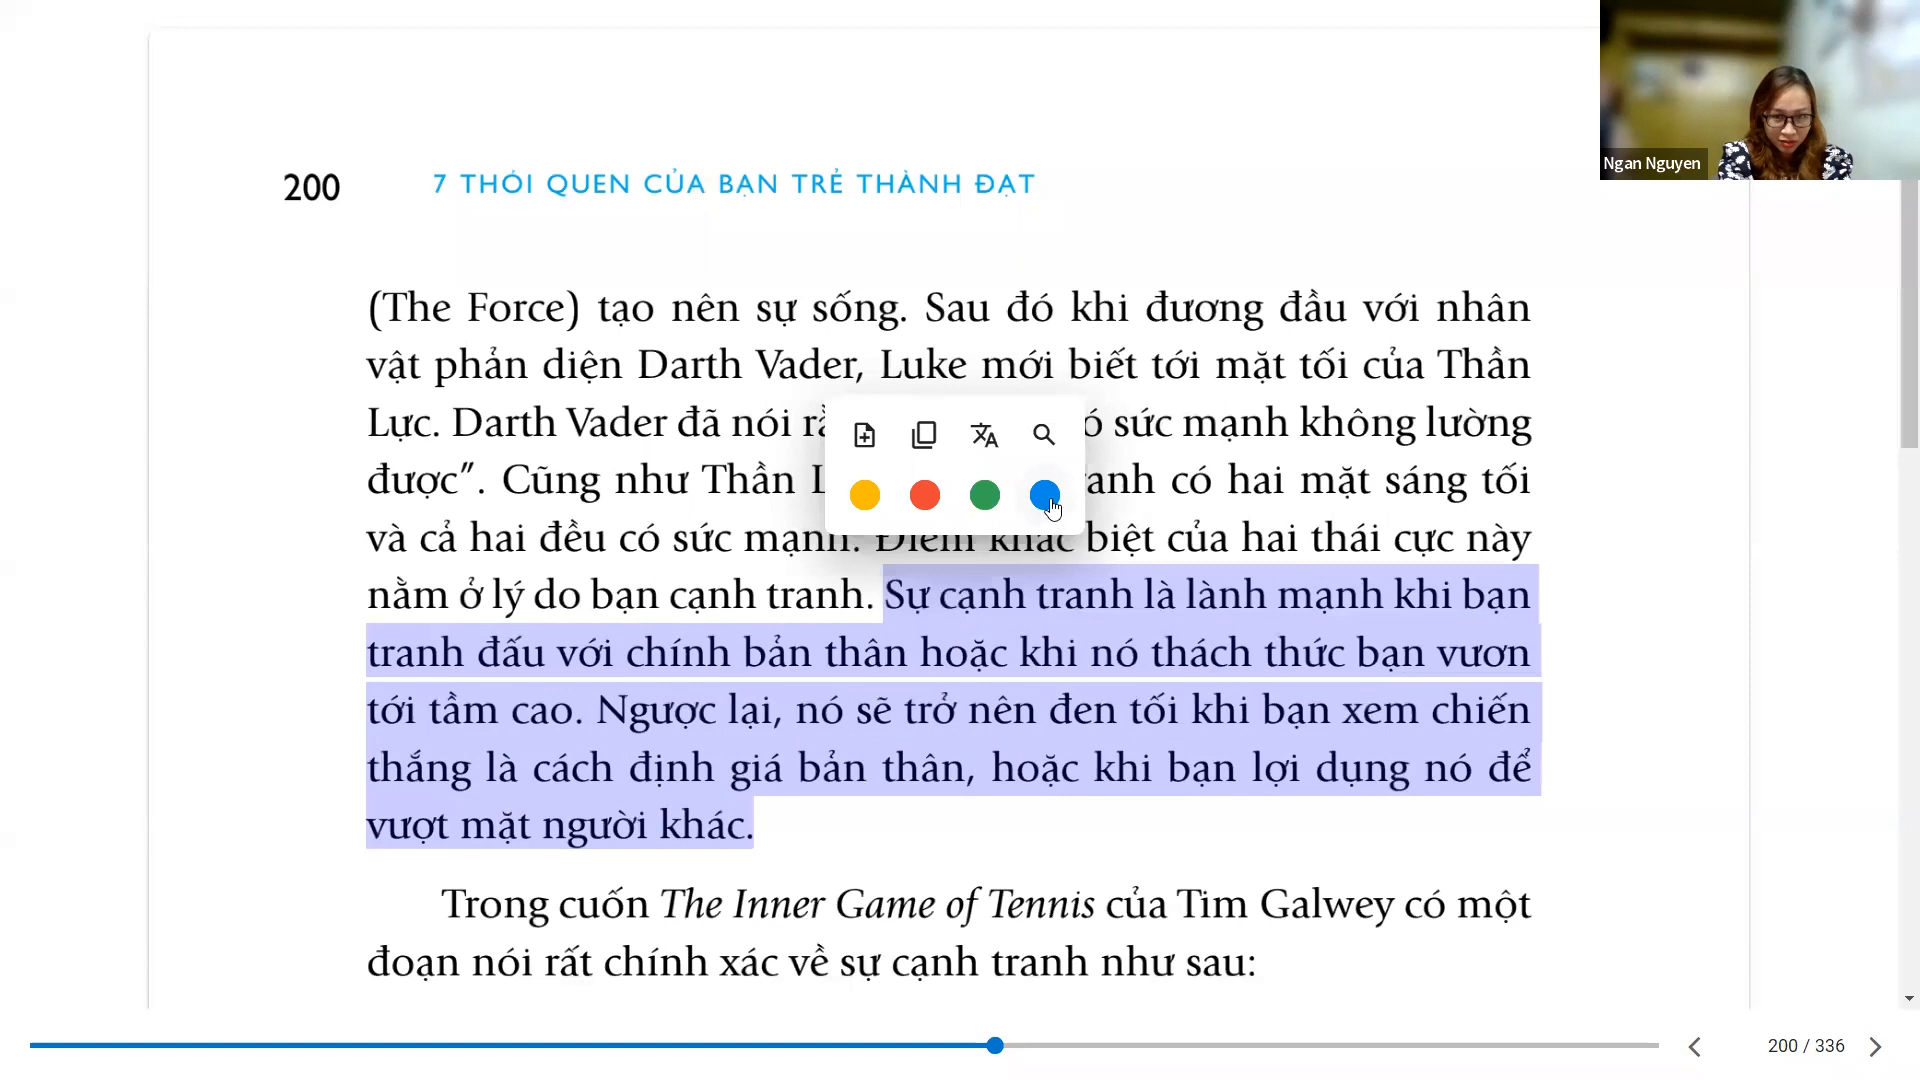 200 7 THÓI QUEN CỦA BẠN TRẺ THÀNH ĐẠT
Ngan Nguyen
(The Force) tạo nên sự sống. Sau đó khi đương đầu với nhân
vật phản diện Darth Vader, Luke mới biết tới mặt tối của Thần
Lực. Darth Vader đã nói sức mạnh không lường
được”. Cũng như Thần có hai mặt sáng tối
và cả hai đều có sức mạnh. Điểm khác biệt của hai thái cực này
nằm ở lý do bạn cạnh tranh. Sự cạnh tranh là lành mạnh khi bạn
tranh đấu với chính bản thân hoặc khi nó thách thức bạn vươn
tới tầm cao. Ngược lại, nó sẽ trở nên đen tối khi bạn xem chiến
thắng là cách định giá bản thân, hoặc khi bạn lợi dụng nó để
vượt mặt người khác.
Trong cuốn The Inner Game of Tennis của Tim Galwey có một
đoạn nói rất chính xác về sự cạnh tranh như sau:
200 / 336